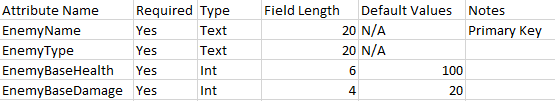 Attribute Name Required Type Field Length Default Values Notes
EnemyName Yes Text 20 N/A Primary Key
EnemyType Yes Text 20 N/A
EnemyBaseHealth Yes Int 6 100
EnemyBaseDamage Yes Int 4 20